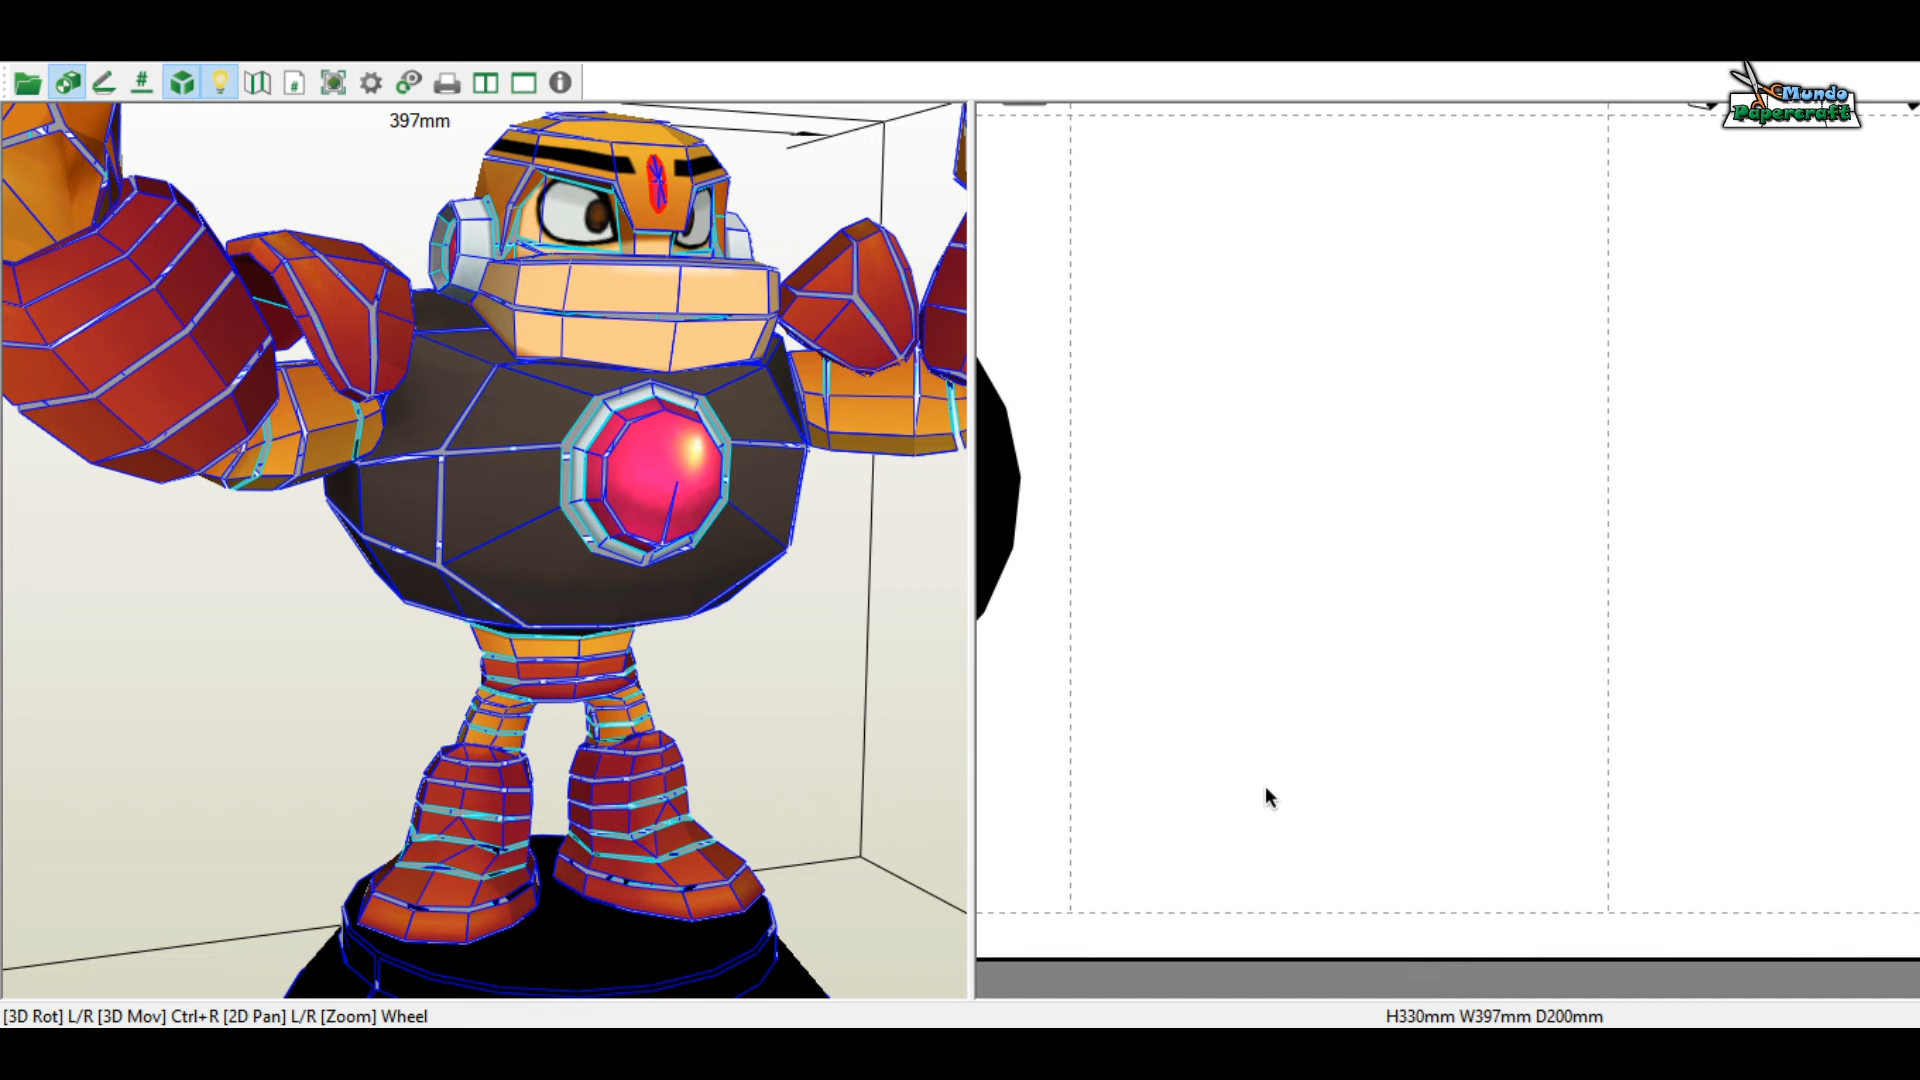 #
#
Mundo
Papercraft
397mm
[3D Rot] L/R [3D Mov] Ctrl+R [2D Pan] L/R [Zoom] Wheel
H330mm W397mm D200mm